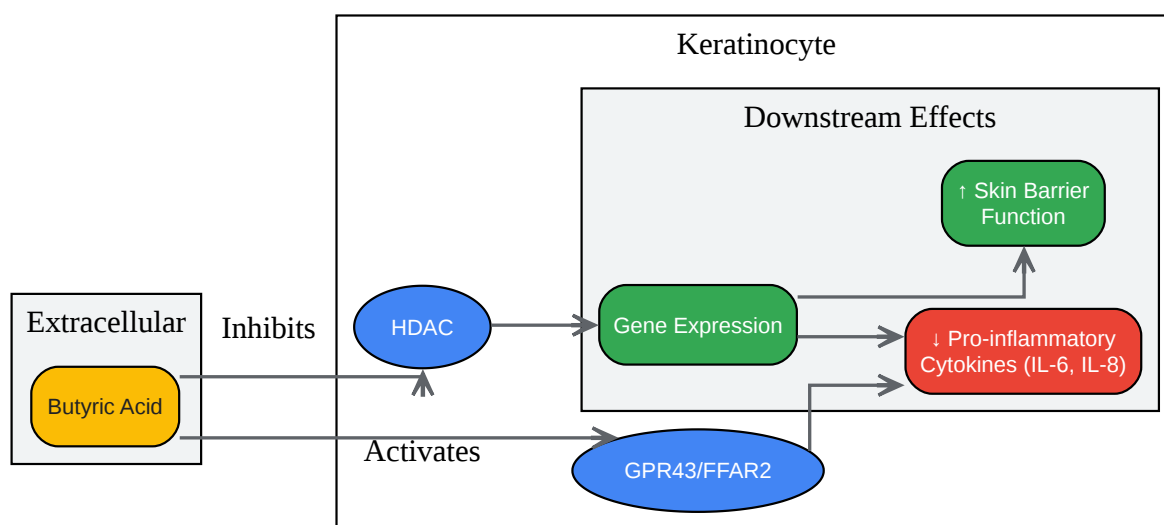 Keratinocyte
Downstream Effects
↑ Skin Barrier
Function
Extracellular
Inhibits
HDAC
Gene Expression
↓ Pro-inflammatory
Cytokines (IL-6, IL-8)
Butyric Acid
Activates
GPR43/FFAR2